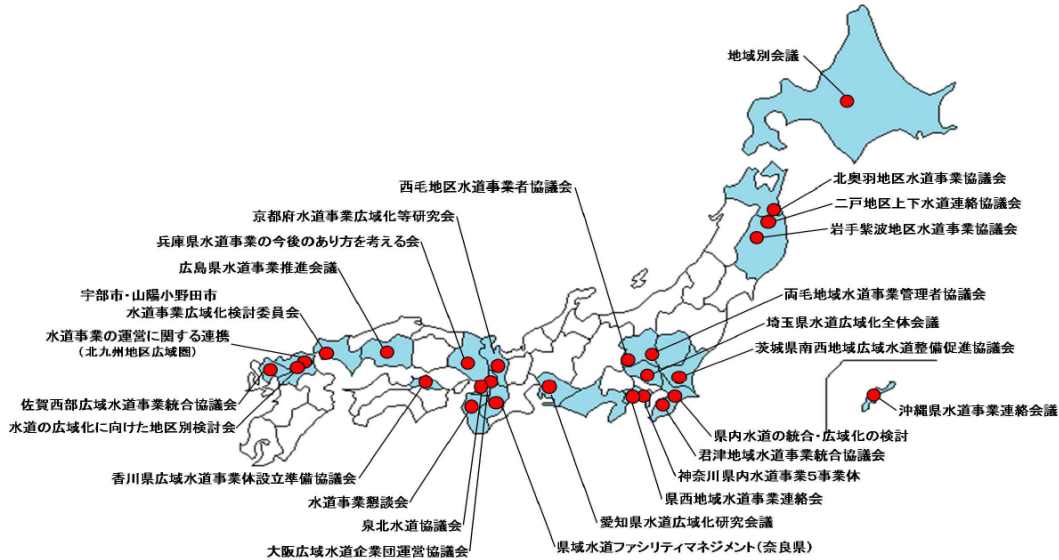 地域別会議
北奥羽地区水道事業協議会
二戸地区上下水道連絡協議会
岩手紫波地区水道事業協議会
西毛地区水道事業者協議会
京都府水道事業広域化等研究会
兵庫県水道事業の今後のあり方を考える会
広島県水道事業推進会議
宇部市・山陽小野田市
水道事業広域化検討委員会
水道事業の運営に関する連携
(北九州地区広域圏)
両毛地域水道事業管理者協議会
埼玉県水道広域化全体会議
茨城県南西地域広域水道整備促進協議会
沖縄県水道事業連絡会議
佐賀西部広域水道事業統合協議会
水道の広域化に向けた地区別検討会
県内水道の統合・広域化の検討
君津地域水道事業統合協議会
神奈川県内水道事業5事業体
香川県広域水道事業体設立準備協議会
県西地域水道事業連絡会
水道事業懇談会
泉北水道協議会
愛知県水道広域化研究会議
大阪広域水道企業団運営協議会
県域水道ファシリティマネジメント(奈良県)